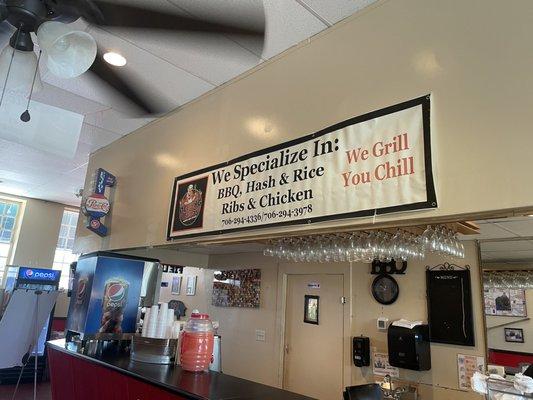 We Specialize In:
BBQ, Hash & Rice
Ribs & Chicken
706-294-4336/706-294-3978
We Grill
You Chill
pepsi
pepsi